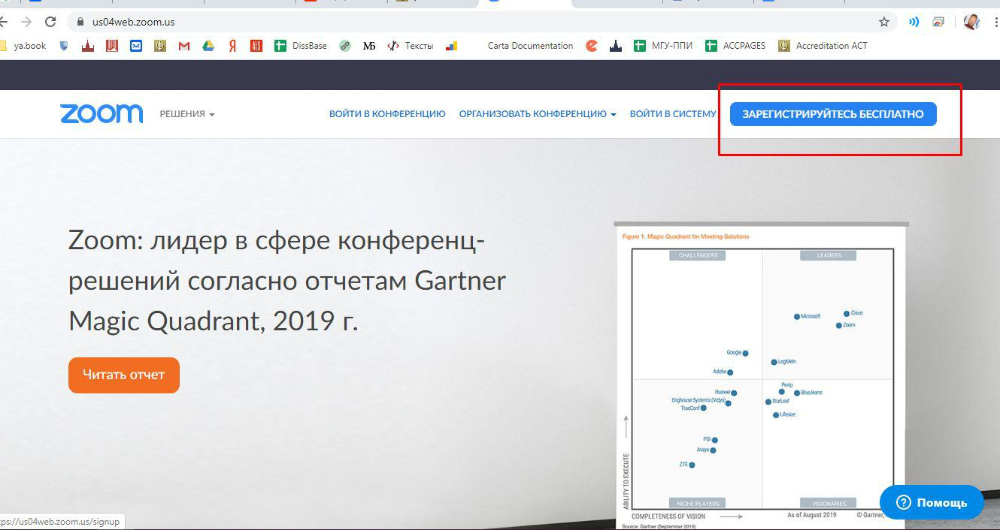 us04web.zoom.us
ya.book
DissBase
МБ
Тексты
Carta Documentation
МГУ-ППИ
ACCPAGES
Accreditation ACT
zoom
РЕШЕНИЯ
ВОЙТИ В КОНФЕРЕНЦИЮ
ОРГАНИЗОВАТЬ КОНФЕРЕНЦИЮ
ВОЙТИ В СИСТЕМУ
ЗАРЕГИСТРИРУЙТЕСЬ БЕСПЛАТНО
Zoom: лидер в сфере конференц-
решений согласно отчетам Gartner
Magic Quadrant, 2019 г.
Читать отчет
Figure 1. Magic Quadrant for Meeting Solutions
CHALLENGERS
LEADERS
Microsoft
Cisco
Zoom
Google
LogMeIn
Adobe
Pexip
Huawei
BlueJeans
Enghouse Systems (Vidyo)
StarLeaf
TrueConf
Lifesize
PGi
Avaya
ZTE
ABILITY TO EXECUTE
NICHE PLAYERS
VISIONARIES
COMPLETENESS OF VISION
As of August 2019
© Gartner,
Source: Gartner (September 2019)
Помощь
tps://us04web.zoom.us/signup